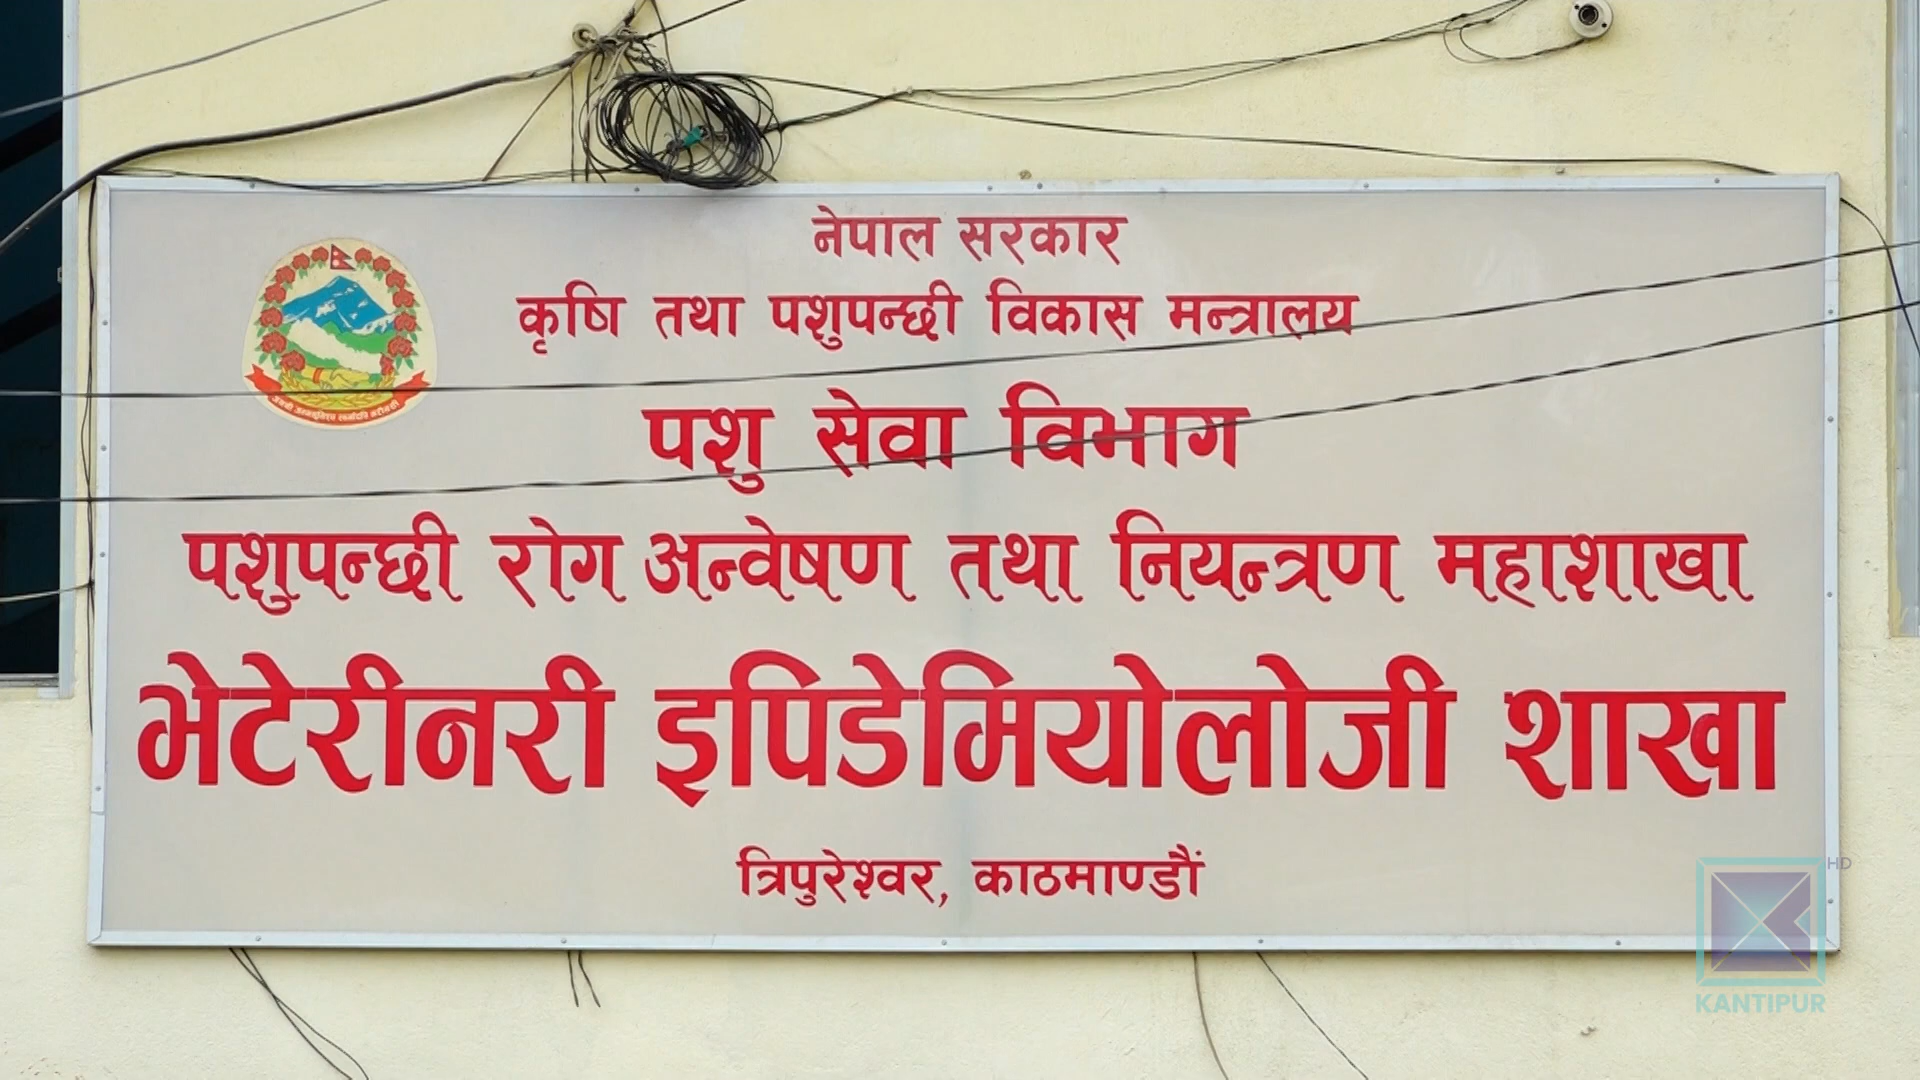 नेपाल सरकार
कृषि तथा पशुपन्छी विकास मन्त्रालय
पशु सेवा विभाग
पशुपन्छी रोग अन्वेषण तथा नियन्त्रण महाशाखा
भेटेरीनरी इपिडेमियोलोजी शाखा
त्रिपुरेश्वर, काठमाण्डौं
HD
KANTIPUR